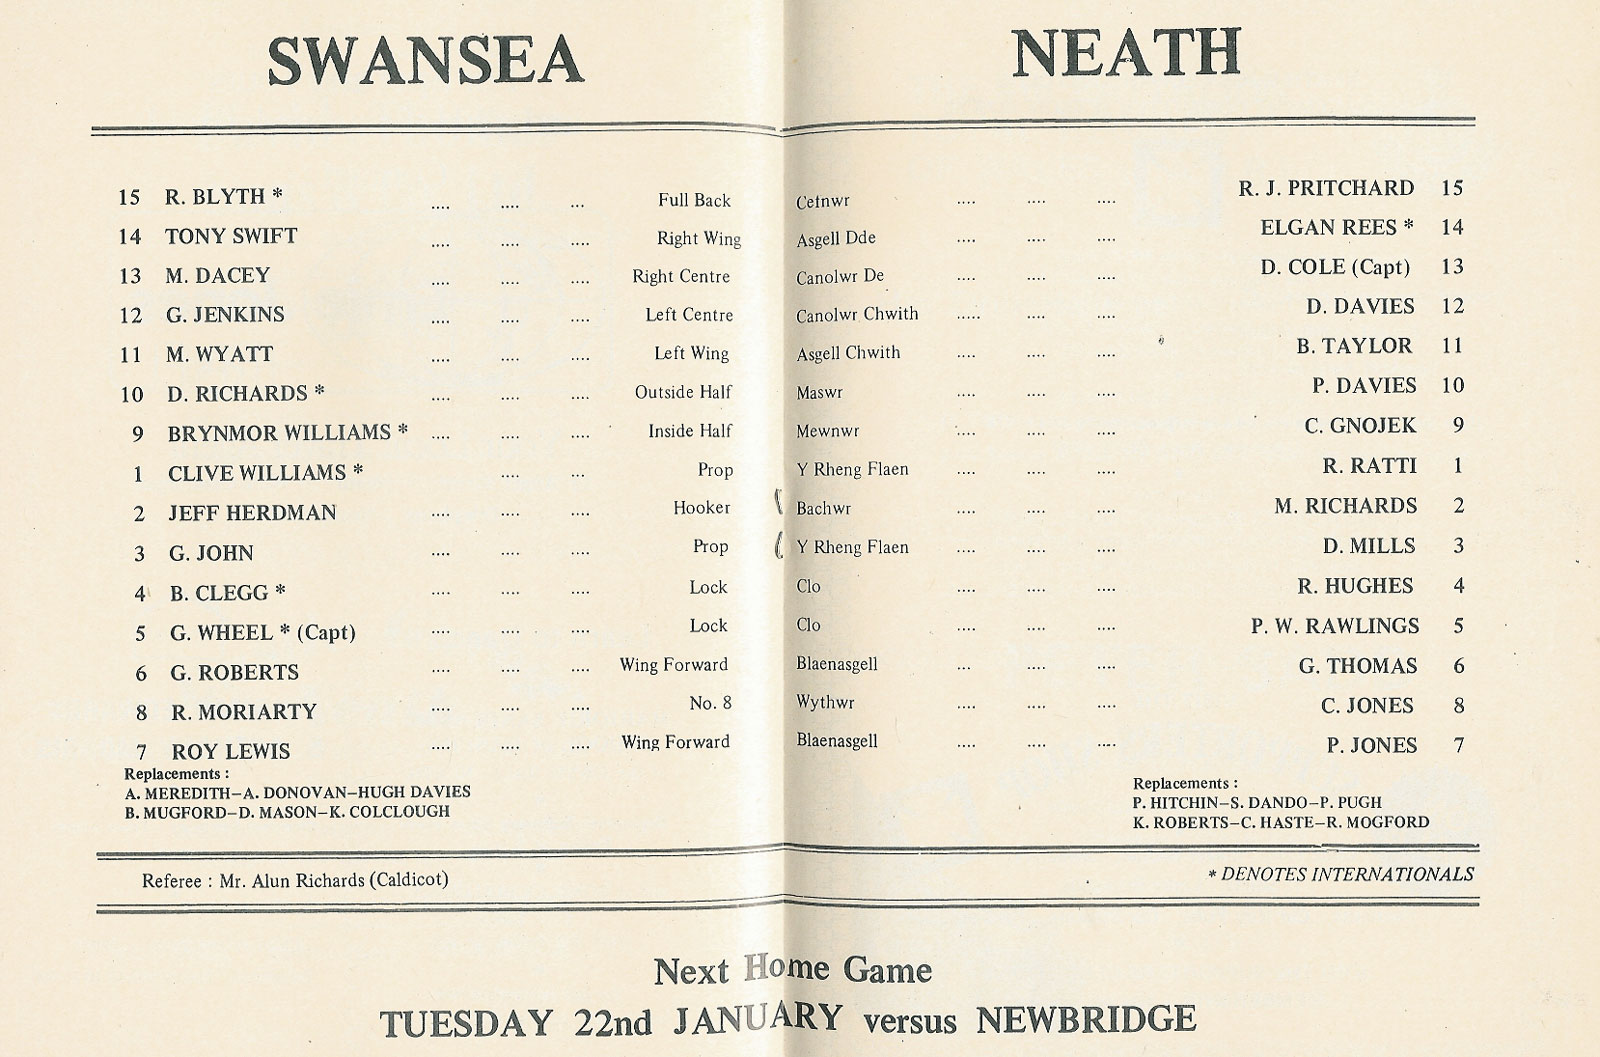 SWANSEA NEATH
15 R. BLYTH * .... .... ... Full Back Cefnwr .... .... .... R. J. PRITCHARD 15
14 TONY SWIFT .... .... .... Right Wing Asgell Dde .... .... .... ELGAN REES * 14
13 M. DACEY .... .... .... Right Centre Canolwr De .... .... .... D. COLE (Capt) 13
12 G. JENKINS .... .... .... Left Centre Canolwr Chwith ..... .... .... D. DAVIES 12
11 M. WYATT .... .... .... Left Wing Asgell Chwith .... .... .... B. TAYLOR 11
10 D. RICHARDS * .... .... .... Outside Half Maswr .... .... .... P. DAVIES 10
9 BRYNMOR WILLIAMS * .... .... .... Inside Half Mewnwr .... .... .... C. GNOJEK 9
1 CLIVE WILLIAMS * .... ... Prop Y Rheng Flaen .... .... .... R. RATTI 1
2 JEFF HERDMAN .... .... .... Hooker Bachwr .... .... .... M. RICHARDS 2
3 G. JOHN .... .... .... Prop Y Rheng Flaen .... .... .... D. MILLS 3
4 B. CLEGG * .... .... .... Lock Clo .... .... .... R. HUGHES 4
5 G. WHEEL * (Capt) .... .... .... Lock Clo .... .... .... P. W. RAWLINGS 5
6 G. ROBERTS .... .... .... Wing Forward Blaenasgell ... .... .... G. THOMAS 6
8 R. MORIARTY .... .... .... No. 8 Wythwr .... .... .... C. JONES 8
7 ROY LEWIS .... .... .... Wing Forward Blaenasgell .... .... .... P. JONES 7
Replacements :
A. MEREDITH–A. DONOVAN–HUGH DAVIES
B. MUGFORD–D. MASON–K. COLCLOUGH
Replacements :
P. HITCHIN–S. DANDO–P. PUGH
K. ROBERTS–C. HASTE–R. MOGFORD
Referee : Mr. Alun Richards (Caldicot) * DENOTES INTERNATIONALS
Next Home Game
TUESDAY 22nd JANUARY versus NEWBRIDGE